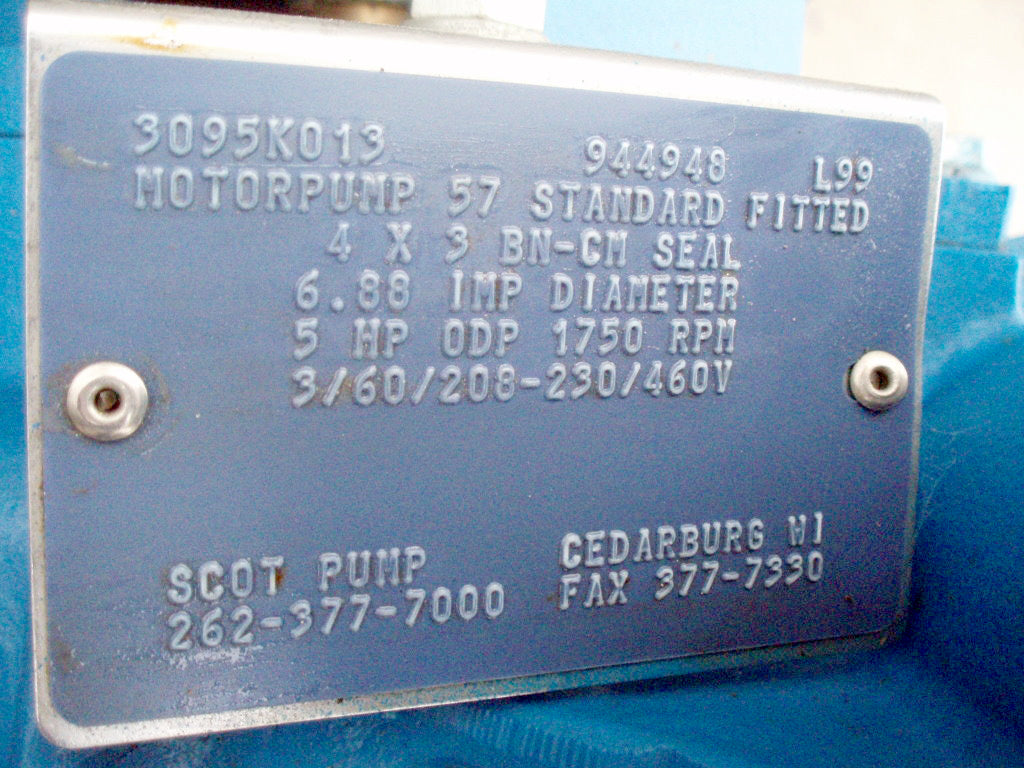 3095K013 944948 L99
MOTORPUMP 57 STANDARD FITTED
4 X 3 BN-CM SEAL
6.88 IMP DIAMETER
5 HP ODP 1750 RPM
3/60/208-230/460V
SCOT PUMP CEDARBURG WI
262-377-7000 FAX 377-7330